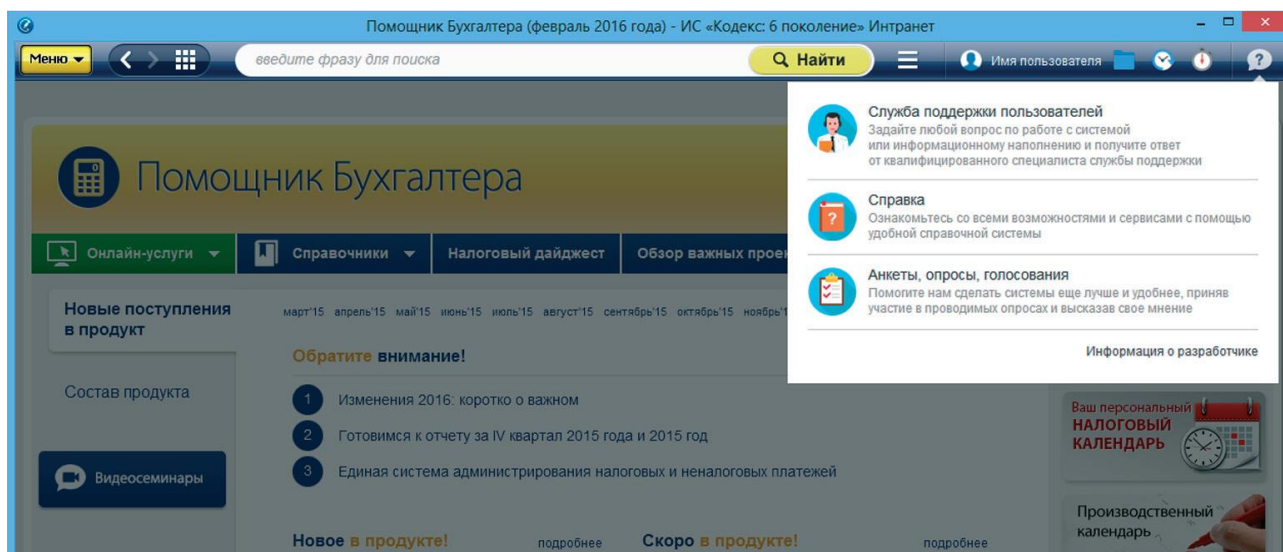 Помощник Бухгалтера (февраль 2016 года) - ИС «Кодекс: 6 поколение» Интранет
Меню
введите фразу для поиска
Найти
Имя пользователя
Служба поддержки пользователей
Задайте любой вопрос по работе с системой
или информационному наполнению и получите ответ
от квалифицированного специалиста службы поддержки
Справка
Ознакомьтесь со всеми возможностями и сервисами с помощью
удобной справочной системы
Анкеты, опросы, голосования
Помогите нам сделать системы еще лучше и удобнее, приняв
участие в проводимых опросах и высказав свое мнение
Информация о разработчике
Помощник Бухгалтера
Онлайн-услуги
Справочники
Налоговый дайджест
Обзор важных
Новые поступления
в продукт
март'15 апрель'15 май'15 июнь'15 июль'15 август'15 сентябрь'15 октябрь'15 ноябрь'1
Обратите внимание!
Состав продукта
1 Изменения 2016: коротко о важном
2 Готовимся к отчету за IV квартал 2015 года и 2015 год
3 Единая система администрирования налоговых и неналоговых платежей
Видеосеминары
Ваш персональный
НАЛОГОВЫЙ
КАЛЕНДАРЬ
Производственный
календарь
Новое в продукте!
подробнее
Скоро в продукте!
подробнее